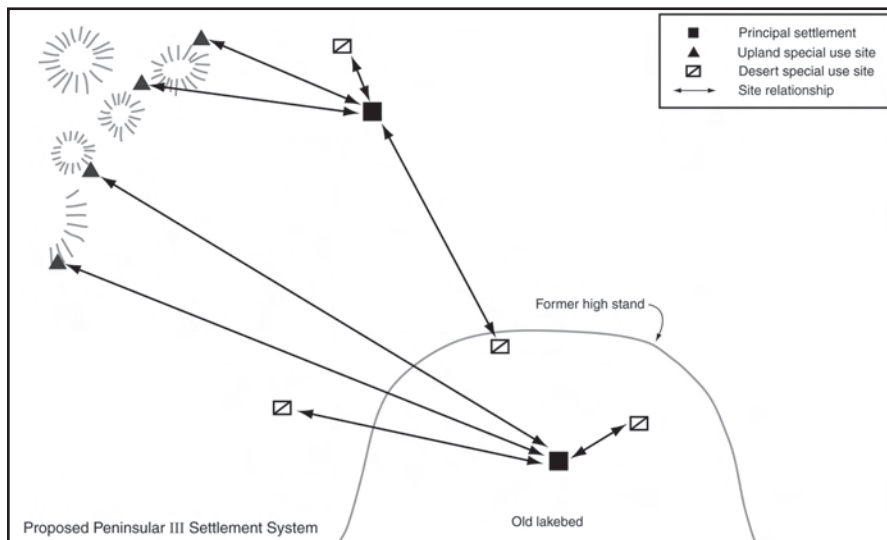 Principal settlement
Upland special use site
Desert special use site
Site relationship
Former high stand
Old lakebed
Proposed Peninsular III Settlement System